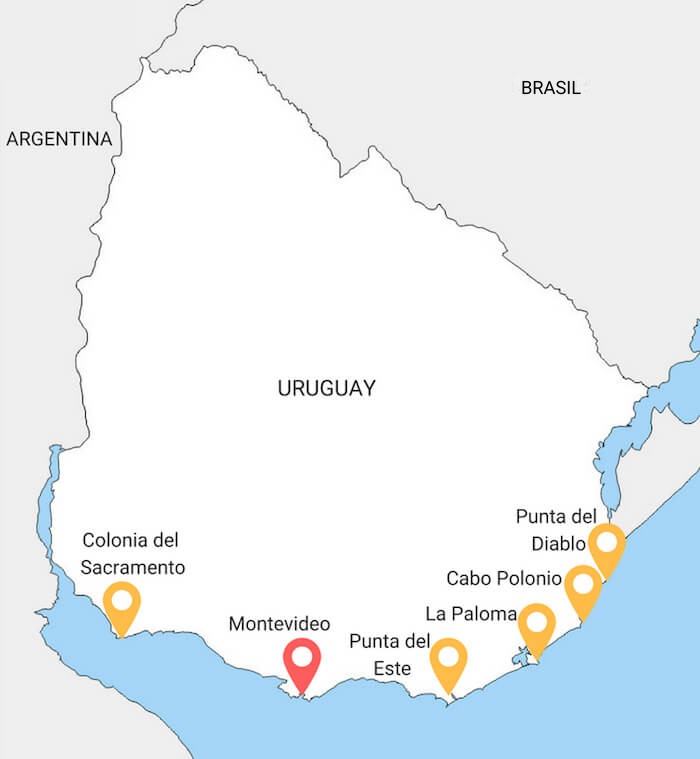 BRASIL
ARGENTINA
URUGUAY
Punta del
Diablo
Colonia del
Sacramento
Cabo Polonio
La Paloma
Montevideo
Punta del
Este